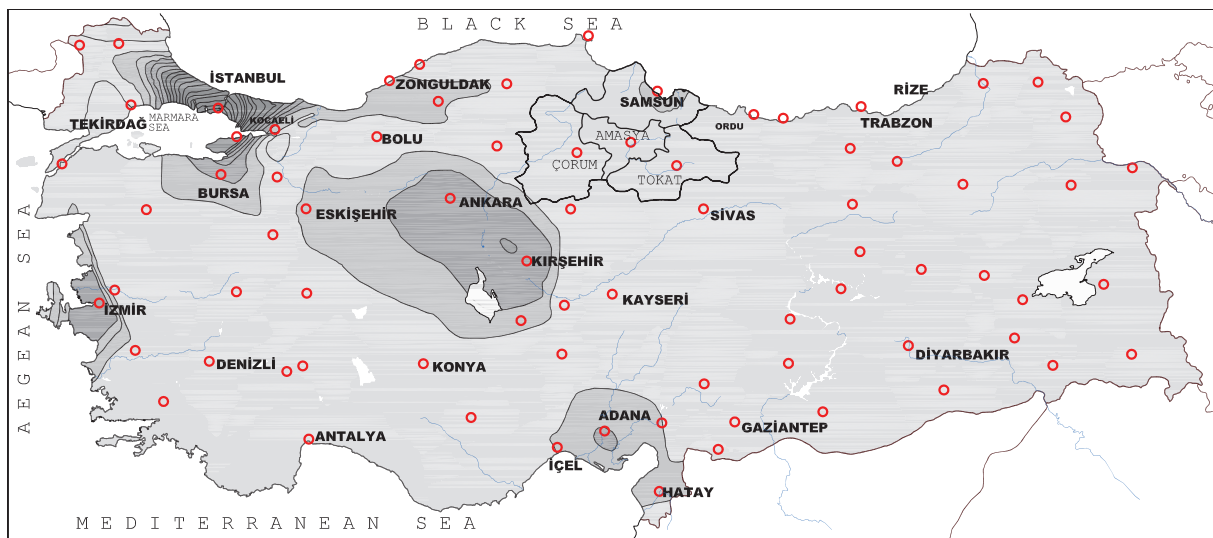 BLACK SEA
İSTANBUL
ZONGULDAK
SAMSUN
RİZE
TEKİRDAĞ
MARMARA
SEA
KOCAELİ
BOLU
AMASYA
ORDU
TRABZON
ÇORUM
TOKAT
BURSA
ESKİŞEHİR
ANKARA
SİVAS
KIRŞEHİR
KAYSERİ
AEGEAN SEA
İZMİR
DENİZLİ
KONYA
DİYARBAKIR
ADANA
GAZİANTEP
ANTALYA
İÇEL
HATAY
MEDITERRANEAN SEA